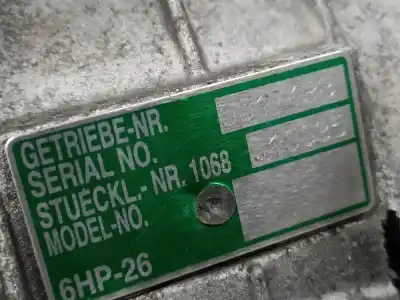 GETRIEBE-NR.
SERIAL NO.
STUECKL.- NR. 1068
MODEL-NO.
6HP-26